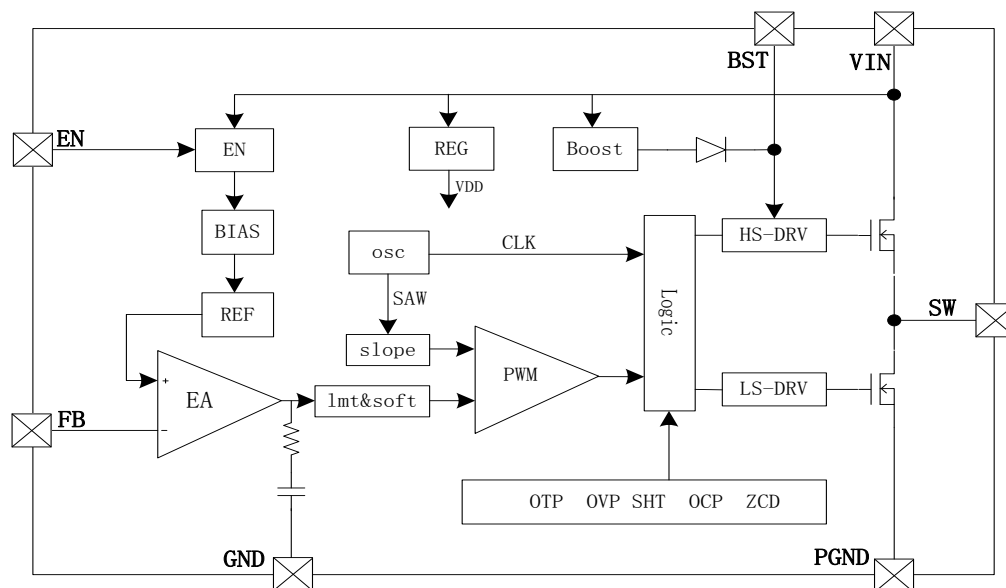 BST
VIN
EN
EN
REG
Boost
VDD
BIAS
HS-DRV
osc
CLK
Logic
SAW
REF
SW
slope
PWM
+
EA
lmt&soft
LS-DRV
FB
-
OTP OVP SHT OCP ZCD
GND
PGND